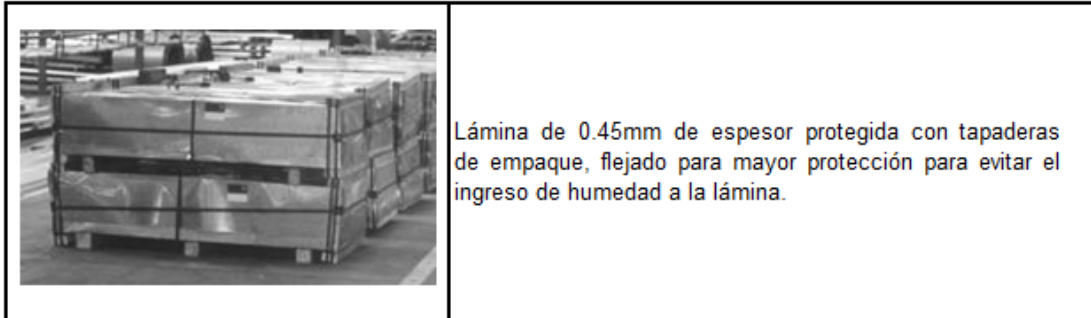 Lámina de 0.45mm de espesor protegida con tapaderas
de empaque, flejado para mayor protección para evitar el
ingreso de humedad a la lámina.